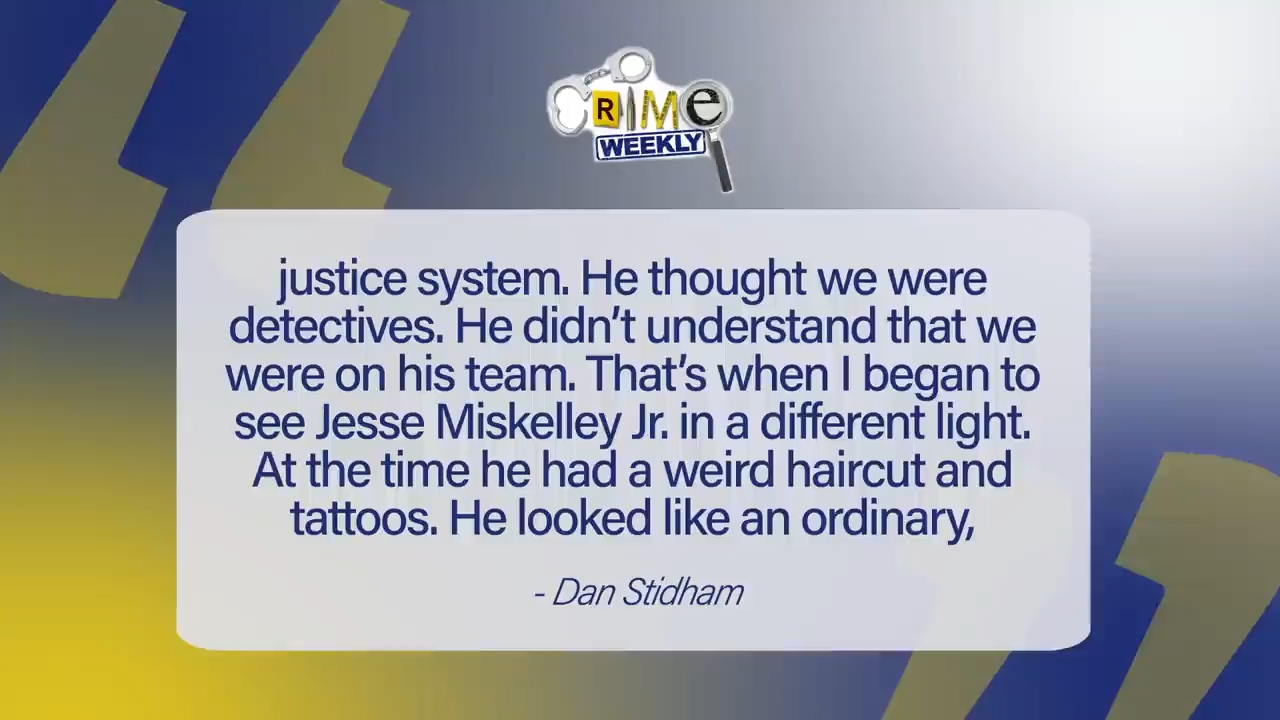 CRIMe
WEEKLY
justice system. He thought we were
detectives. He didn’t understand that we
were on his team. That’s when I began to
see Jesse Miskelley Jr. in a different light.
At the time he had a weird haircut and
tattoos. He looked like an ordinary,
- Dan Stidham